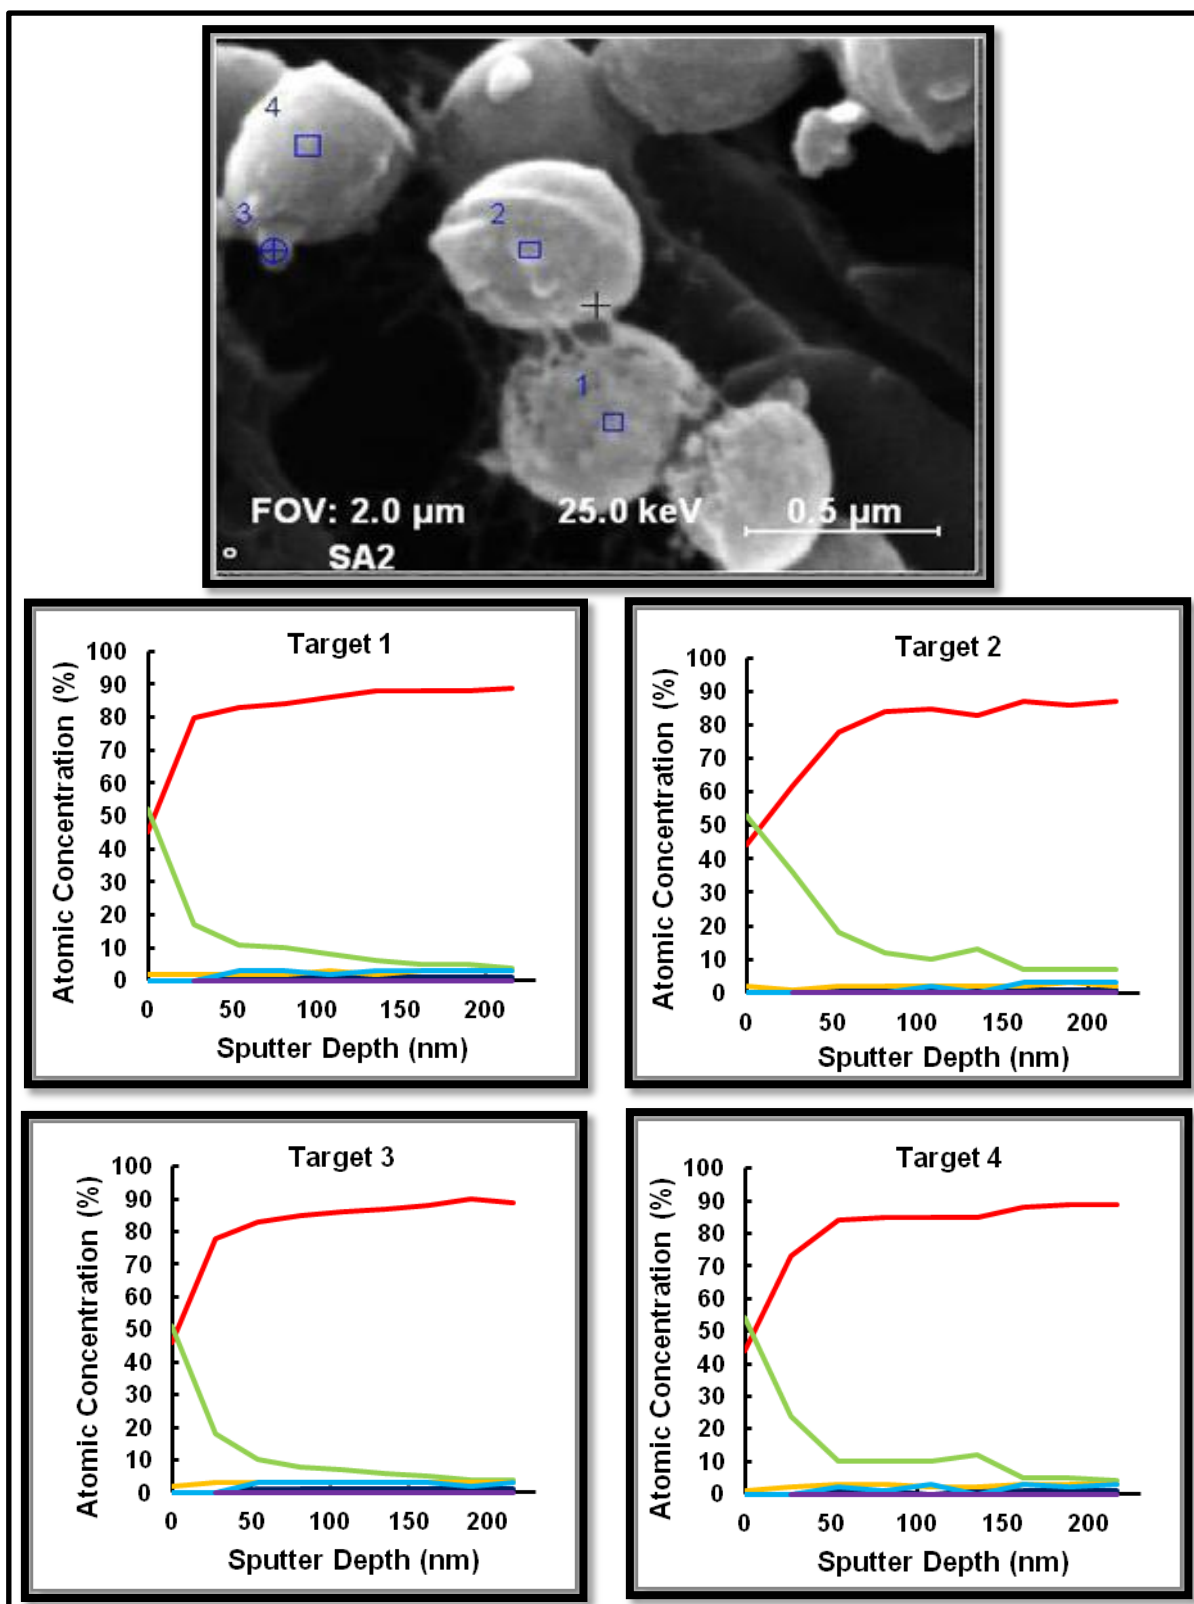 4
3
2
1
FOV: 2.0 µm 25.0 keV 0.5 µm
SA2
Target 1
Atomic Concentration (%)
100
90
80
70
60
50
40
30
20
10
0
0 50 100 150 200
Sputter Depth (nm)
Target 2
Atomic Concentration (%)
100
90
80
70
60
50
40
30
20
10
0
0 50 100 150 200
Sputter Depth (nm)
Target 3
Atomic Concentration (%)
100
90
80
70
60
50
40
30
20
10
0
0 50 100 150 200
Sputter Depth (nm)
Target 4
Atomic Concentration (%)
100
90
80
70
60
50
40
30
20
10
0
0 50 100 150 200
Sputter Depth (nm)